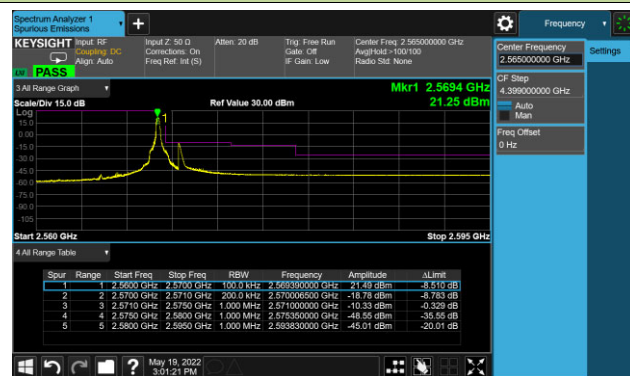 Spectrum Analyzer 1
Spurious Emissions
Frequency
KEYSIGHT Input: RF Input Z: 50 Ω Atten: 20 dB Trig: Free Run Center Freq: 2.565000000 GHz
Coupling: DC Corrections: On Gate: Off Avg|Hold:>100/100
Align: Auto Freq Ref: Int (S) IF Gain: Low Radio Std: None
PASS
Center Frequency
2.565000000 GHz
Settings
CF Step
4.399000000 GHz
Auto
Man
Freq Offset
0 Hz
3 All Range Graph
Mkr1 2.5694 GHz
Scale/Div 15.0 dB Ref Value 30.00 dBm 21.25 dBm
Log
15.0
0.00
-15.0
-30.0
-45.0
-60.0
-75.0
-90.0
-105
1
Start 2.560 GHz Stop 2.595 GHz
4 All Range Table
Spur Range Start Freq Stop Freq RBW Frequency Amplitude ΔLimit
1 1 2.5600 GHz 2.5700 GHz 100.0 kHz 2.569390000 GHz 21.49 dBm -8.510 dB
2 2 2.5700 GHz 2.5710 GHz 200.0 kHz 2.570006500 GHz -18.78 dBm -8.783 dB
3 3 2.5710 GHz 2.5750 GHz 1.000 MHz 2.571000000 GHz -10.33 dBm -0.329 dB
4 4 2.5750 GHz 2.5800 GHz 1.000 MHz 2.575350000 GHz -48.55 dBm -35.55 dB
5 5 2.5800 GHz 2.5950 GHz 1.000 MHz 2.593830000 GHz -45.01 dBm -20.01 dB
May 19, 2022
3:01:21 PM